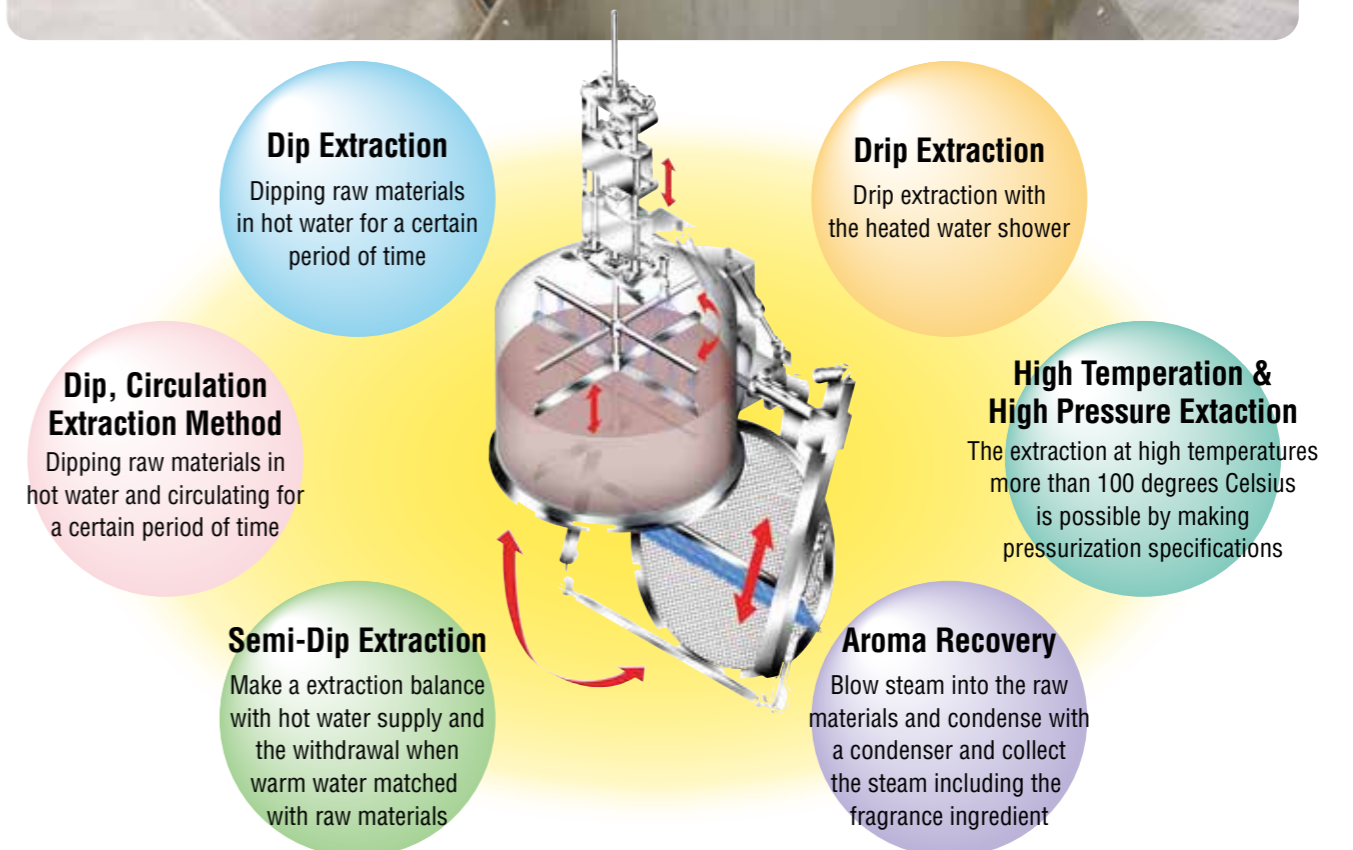 Dip Extraction
Dipping raw materials
in hot water for a certain
period of time
Drip Extraction
Drip extraction with
the heated water shower
Dip, Circulation
Extraction Method
Dipping raw materials in
hot water and circulating for
a certain period of time
High Temperation &
High Pressure Extaction
The extraction at high temperatures
more than 100 degrees Celsius
is possible by making
pressurization specifications
Semi-Dip Extraction
Make a extraction balance
with hot water supply and
the withdrawal when
warm water matched
with raw materials
Aroma Recovery
Blow steam into the raw
materials and condense with
a condenser and collect
the steam including the
fragrance ingredient